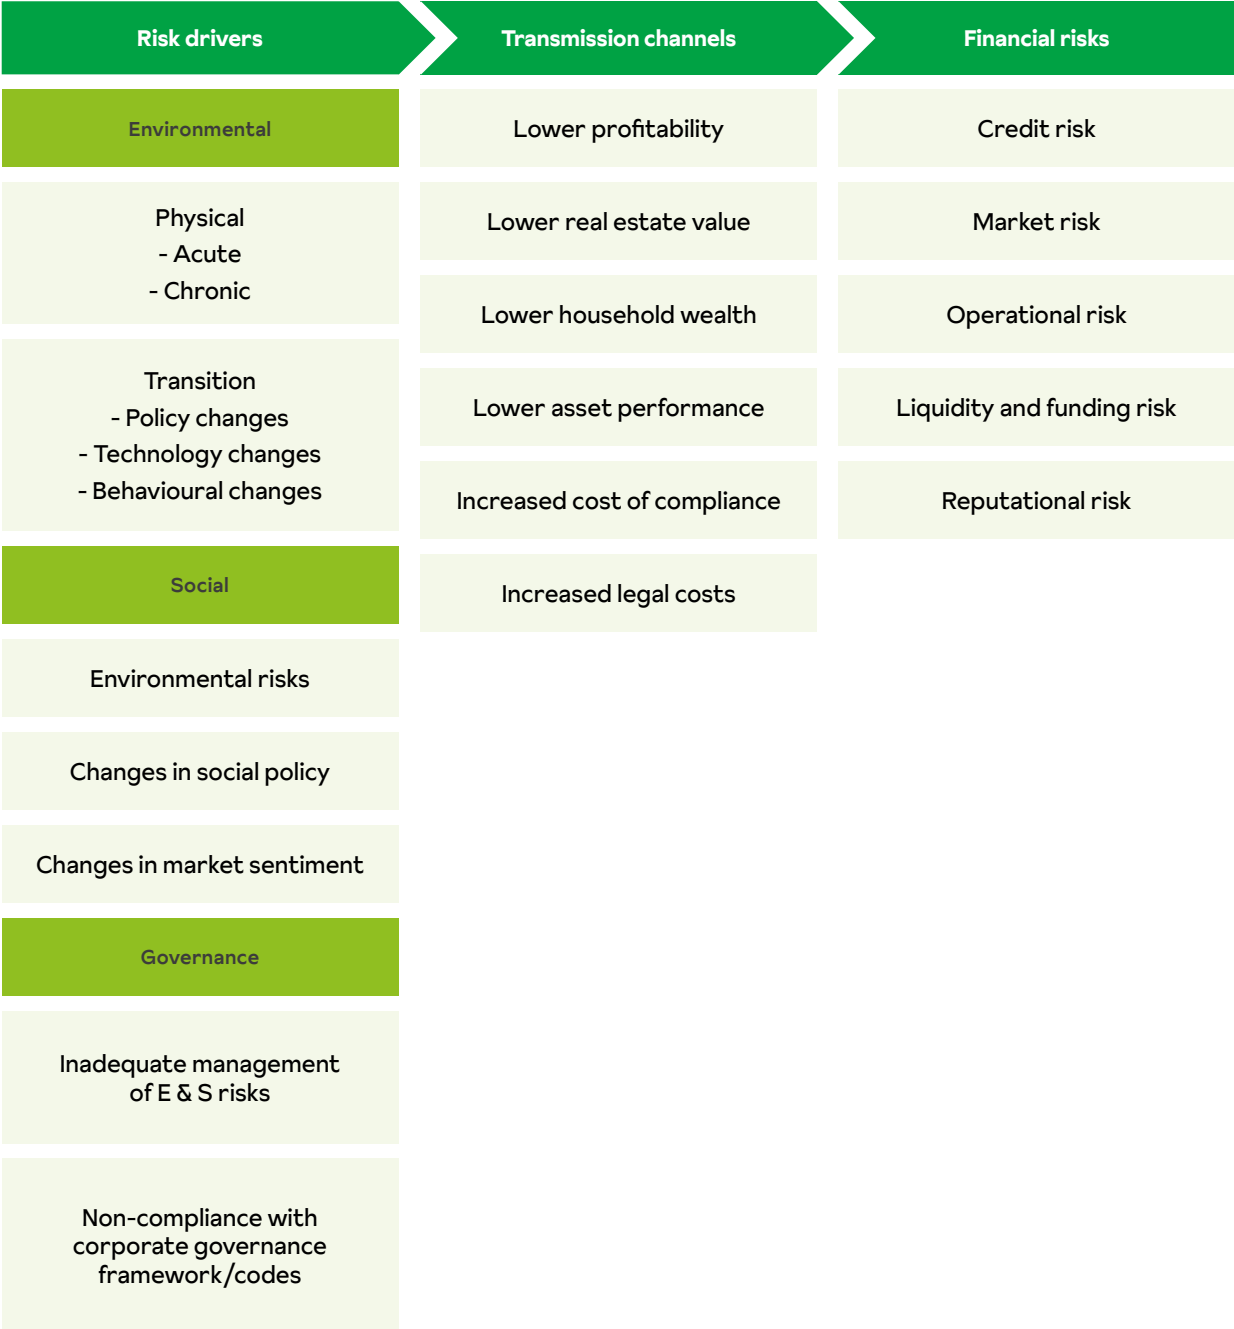 Risk drivers
Environmental
Physical
- Acute
- Chronic
Transition
- Policy changes
- Technology changes
- Behavioural changes
Social
Environmental risks
Changes in social policy
Changes in market sentiment
Governance
Inadequate management
of E & S risks
Non-compliance with
corporate governance
framework/codes
Transmission channels
Lower profitability
Lower real estate value
Lower household wealth
Lower asset performance
Increased cost of compliance
Increased legal costs
Financial risks
Credit risk
Market risk
Operational risk
Liquidity and funding risk
Reputational risk